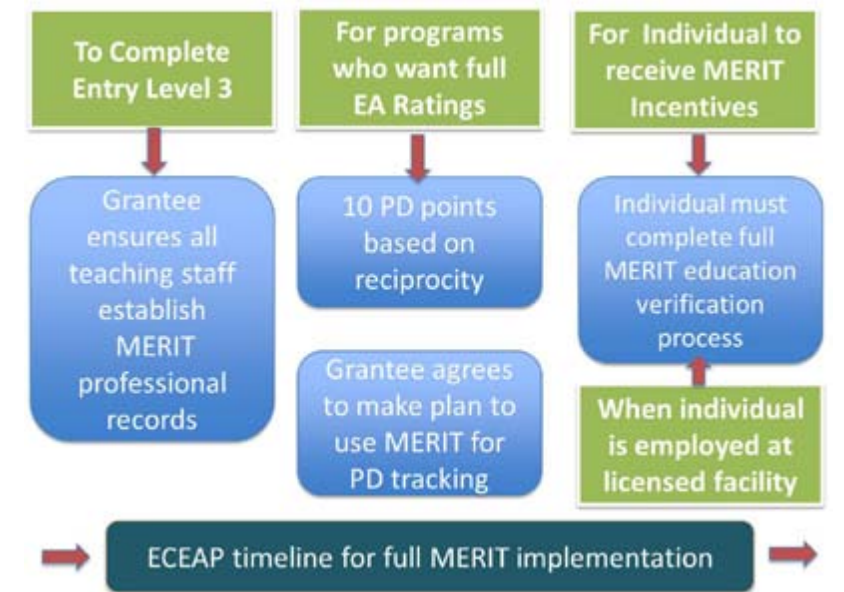 To Complete
Entry Level 3
Grantee
ensures all
teaching staff
establish
MERIT
professional
records
For programs
who want full
EA Ratings
10 PD points
based on
reciprocity
Grantee agrees
to make plan to
use MERIT for
PD tracking
For Individual to
receive MERIT
Incentives
Individual must
complete full
MERIT education
verification
process
When individual
is employed at
licensed facility
ECEAP timeline for full MERIT implementation